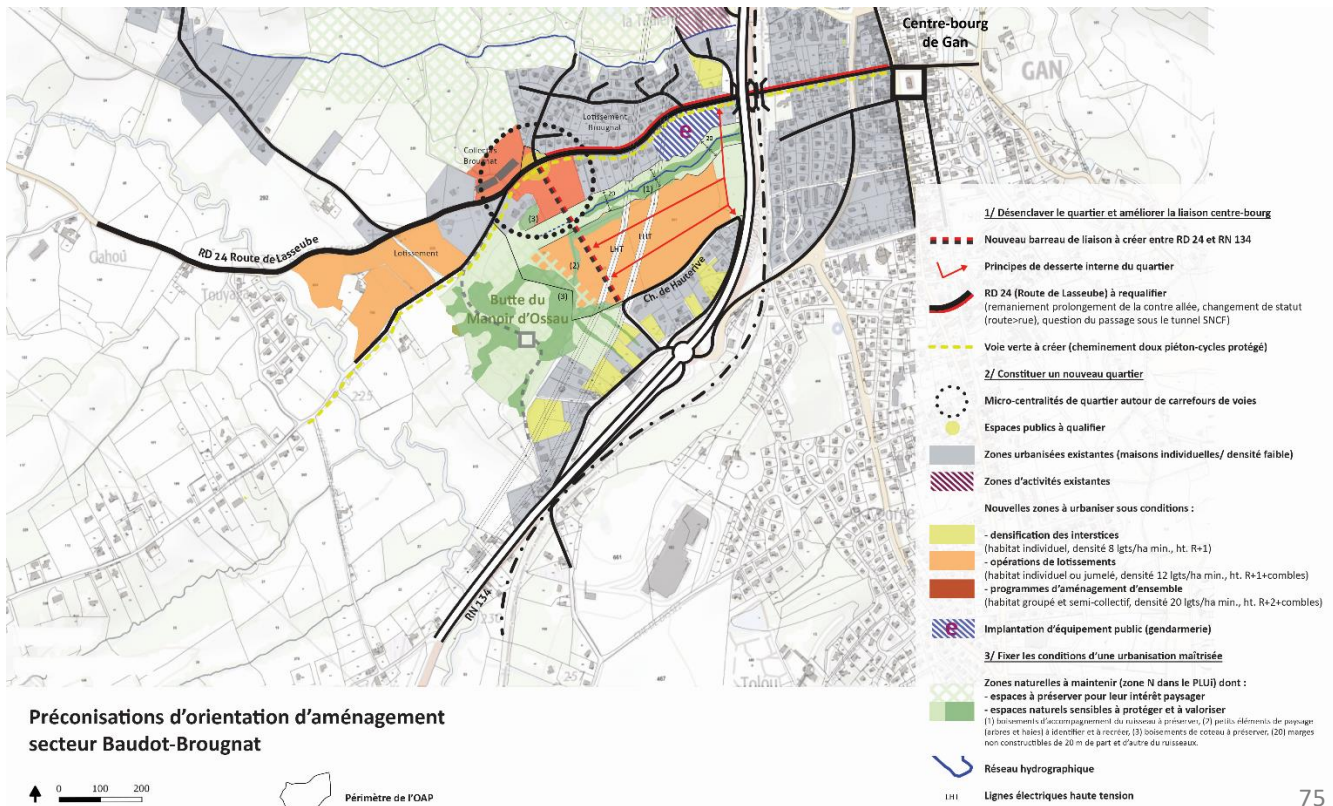 Centre-bourg
de Gan
GAN
Lotissement
Brougnat
Collectifs
Brougnat
e
(1)
20
(3)
(2)
(3)
LHT
LHT
RD 24 Route de Lasseube
Lotissement
Ch. de Hauterive
Butte du
Manoir d'Ossau
RN 134
225
1/ Désenclaver le quartier et améliorer la liaison centre-bourg
Nouveau barreau de liaison à créer entre RD 24 et RN 134
Principes de desserte interne du quartier
RD 24 (Route de Lasseube) à requalifier
(remaniement prolongement de la contre allée, changement de statut
(route>rue), question du passage sous le tunnel SNCF)
Voie verte à créer (cheminement doux piéton-cycles protégé)
2/ Constituer un nouveau quartier
Micro-centralités de quartier autour de carrefours de voies
Espaces publics à qualifier
Zones urbanisées existantes (maisons individuelles/ densité faible)
Zones d'activités existantes
Nouvelles zones à urbaniser sous conditions :
- densification des interstices
(habitat individuel, densité 8 lgts/ha min., ht. R+1)
- opérations de lotissements
(habitat individuel ou jumelé, densité 12 lgts/ha min., ht. R+1+combles)
- programmes d'aménagement d'ensemble
(habitat groupé et semi-collectif, densité 20 lgts/ha min., ht. R+2+combles)
e Implantation d'équipement public (gendarmerie)
3/ Fixer les conditions d'une urbanisation maîtrisée
Zones naturelles à maintenir (zone N dans le PLUi) dont :
- espaces à préserver pour leur intérêt paysager
- espaces naturels sensibles à protéger et à valoriser
(1) boisements d'accompagnement du ruisseau à préserver, (2) petits éléments de paysage
(arbres et haies) à identifier et à recréer, (3) boisements de coteau à préserver, (20) marges
non constructibles de 20 m de part et d'autre du ruisseaux.
Réseau hydrographique
LHT Lignes électriques haute tension
Préconisations d'orientation d'aménagement
secteur Baudot-Brougnat
0 100 200
Périmètre de l'OAP
75